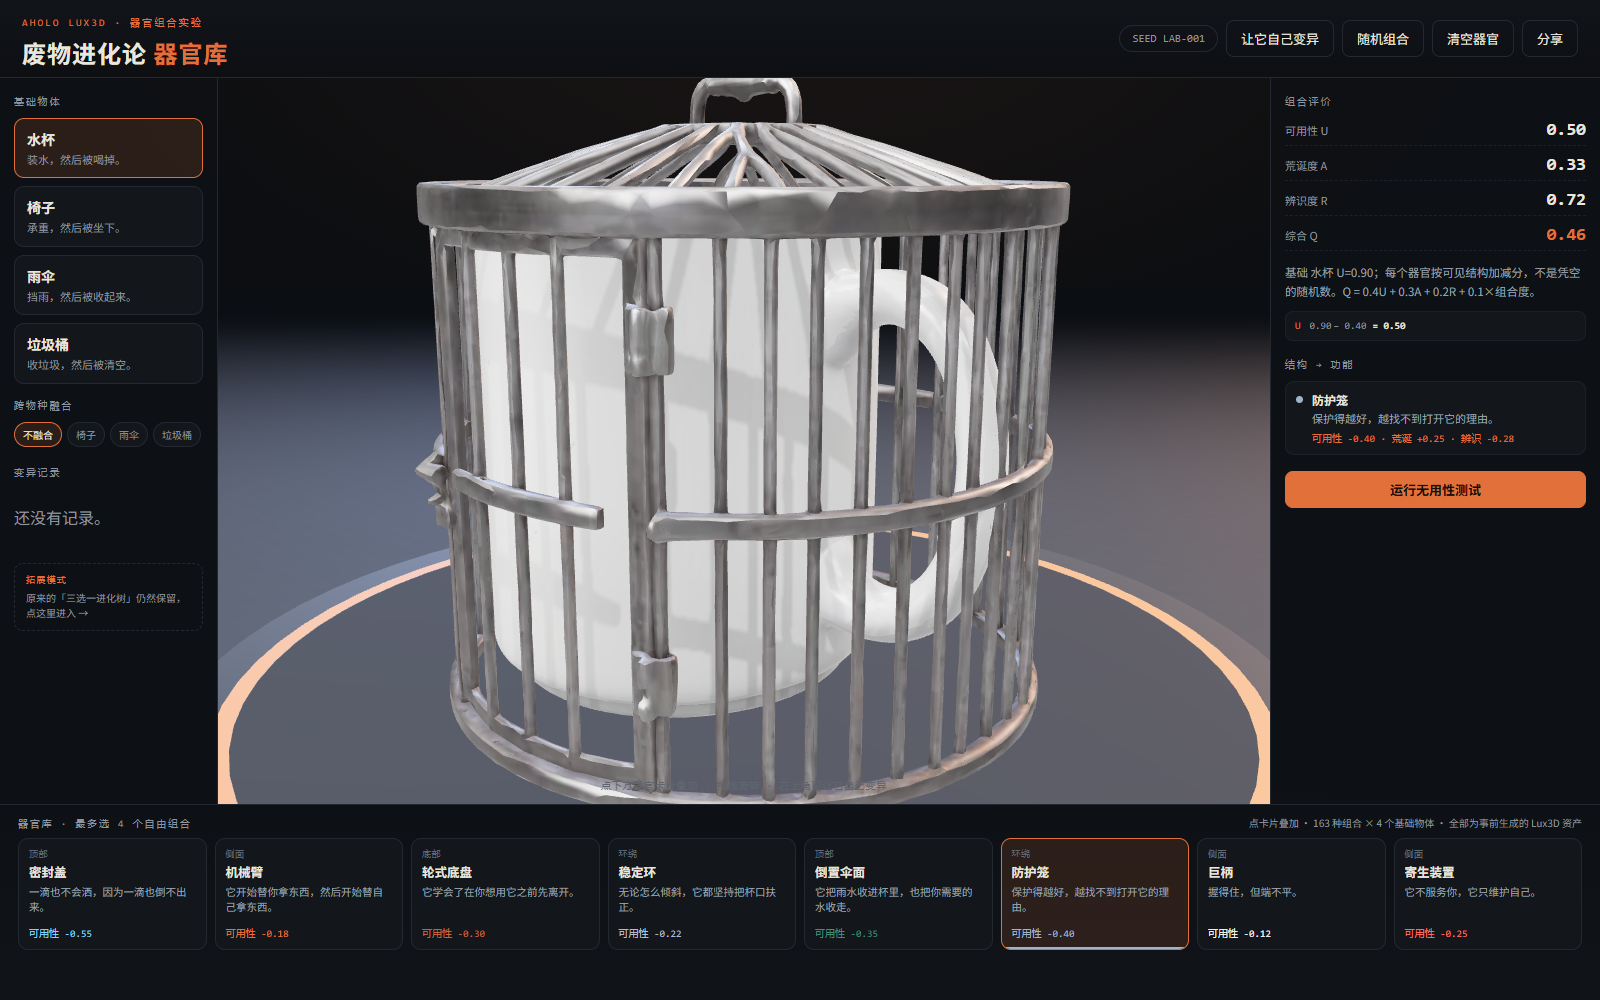 AHOLO LUX3D · 器官组合实验
废物进化论 器官库
SEED LAB-001
让它自己变异
随机组合
清空器官
分享
基础物体
水杯
装水，然后被喝掉。
椅子
承重，然后被坐下。
雨伞
挡雨，然后被收起来。
垃圾桶
收垃圾，然后被清空。
跨物种融合
不融合
椅子
雨伞
垃圾桶
变异记录
还没有记录。
拓展模式
原来的「三选一进化树」仍然保留，
点这里进入 →
组合评价
可用性 U
0.50
荒诞度 A
0.33
辨识度 R
0.72
综合 Q
0.46
基础 水杯 U=0.90；每个器官按可见结构加减分，不是凭空
的随机数。Q = 0.4U + 0.3A + 0.2R + 0.1×组合度。
U 0.90 − 0.40 = 0.50
结构 → 功能
防护笼
保护得越好，越找不到打开它的理由。
可用性 -0.40 · 荒诞 +0.25 · 辨识 -0.28
运行无用性测试
器官库 · 最多选 4 个自由组合
点卡片叠加 · 163 种组合 × 4 个基础物体 · 全部为事前生成的 Lux3D 资产
顶部
密封盖
一滴也不会洒，因为一滴也倒不出
来。
可用性 -0.55
侧面
机械臂
它开始替你拿东西，然后开始替自
己拿东西。
可用性 -0.18
底部
轮式底盘
它学会了在你想用它之前先离开。
可用性 -0.30
环绕
稳定环
无论怎么倾斜，它都坚持把杯口扶
正。
可用性 -0.22
顶部
倒置伞面
它把雨水收进杯里，也把你需要的
水收走。
可用性 -0.35
环绕
防护笼
保护得越好，越找不到打开它的理
由。
可用性 -0.40
侧面
巨柄
握得住，但端不平。
可用性 -0.12
侧面
寄生装置
它不服务你，它只维护自己。
可用性 -0.25